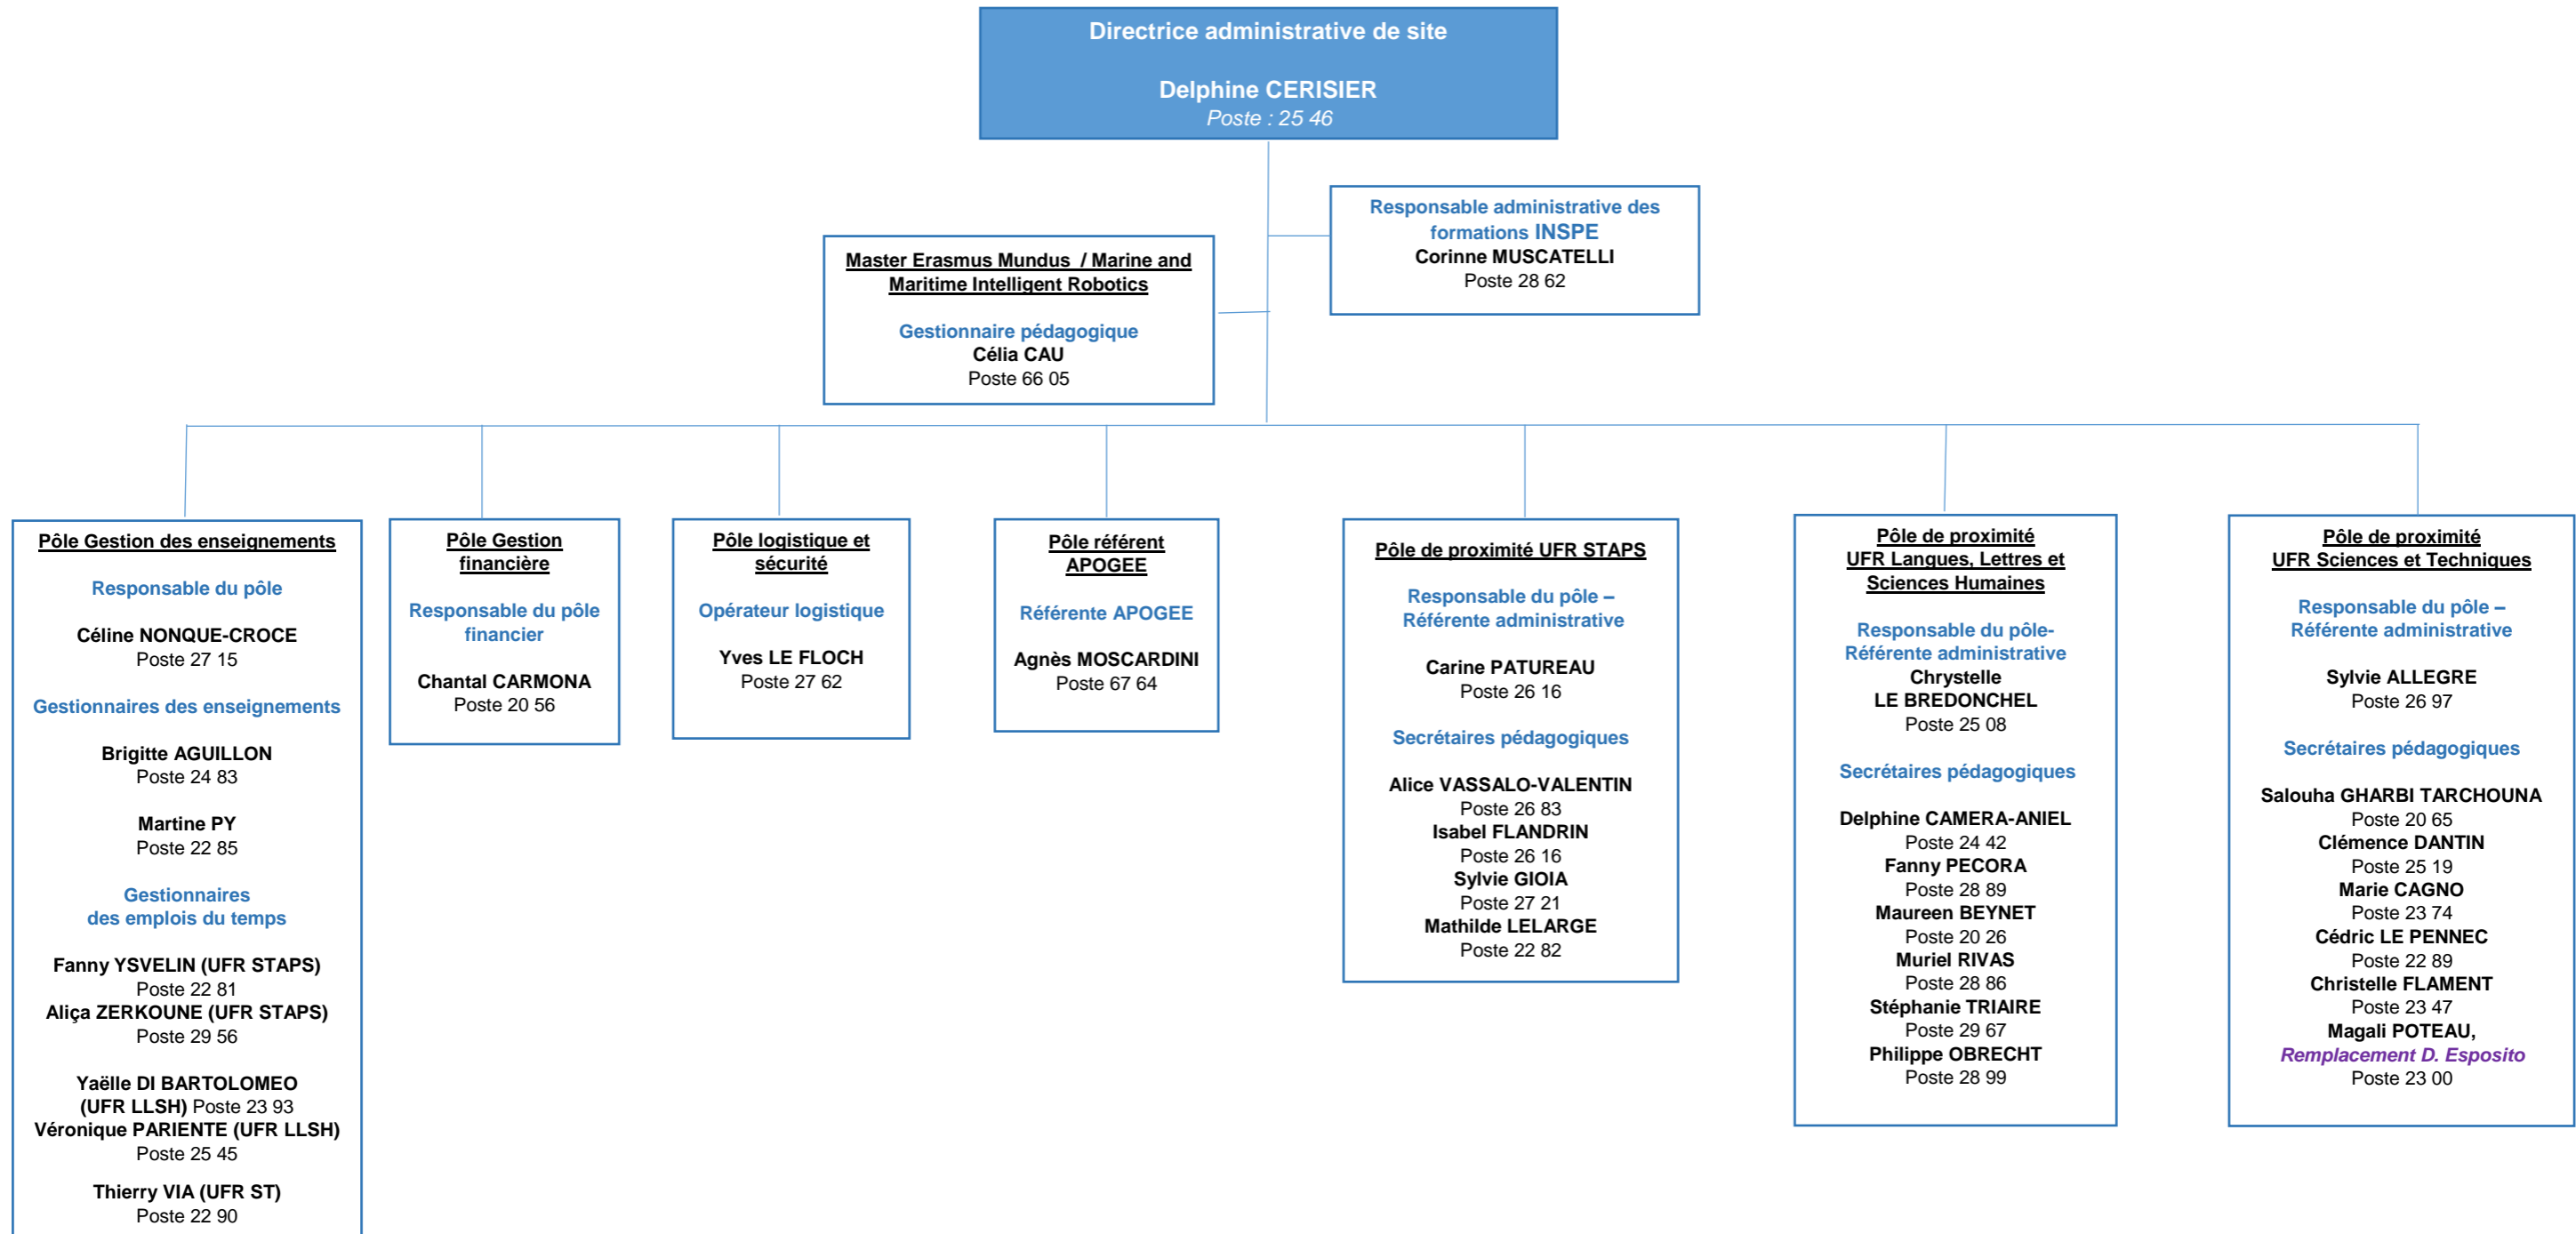 Directrice administrative de site
Delphine CERISIER
Poste : 25 46
Responsable administrative des
formations INSPE
Corinne MUSCATELLI
Poste 28 62
Master Erasmus Mundus / Marine and
Maritime Intelligent Robotics
Gestionnaire pédagogique
Célia CAU
Poste 66 05
Pôle Gestion des enseignements
Responsable du pôle
Céline NONQUE-CROCE
Poste 27 15
Gestionnaires des enseignements
Brigitte AGUILLON
Poste 24 83
Martine PY
Poste 22 85
Gestionnaires
des emplois du temps
Fanny YSVELIN (UFR STAPS)
Poste 22 81
Aliça ZERKOUNE (UFR STAPS)
Poste 29 56
Yaëlle DI BARTOLOMEO
(UFR LLSH) Poste 23 93
Véronique PARIENTE (UFR LLSH)
Poste 25 45
Thierry VIA (UFR ST)
Poste 22 90
Pôle Gestion
financière
Responsable du pôle
financier
Chantal CARMONA
Poste 20 56
Pôle logistique et
sécurité
Opérateur logistique
Yves LE FLOCH
Poste 27 62
Pôle référent
APOGEE
Référente APOGEE
Agnès MOSCARDINI
Poste 67 64
Pôle de proximité UFR STAPS
Responsable du pôle –
Référente administrative
Carine PATUREAU
Poste 26 16
Secrétaires pédagogiques
Alice VASSALO-VALENTIN
Poste 26 83
Isabel FLANDRIN
Poste 26 16
Sylvie GIOIA
Poste 27 21
Mathilde LELARGE
Poste 22 82
Pôle de proximité
UFR Langues, Lettres et
Sciences Humaines
Responsable du pôle-
Référente administrative
Chrystelle
LE BREDONCHEL
Poste 25 08
Secrétaires pédagogiques
Delphine CAMERA-ANIEL
Poste 24 42
Fanny PECORA
Poste 28 89
Maureen BEYNET
Poste 20 26
Muriel RIVAS
Poste 28 86
Stéphanie TRIAIRE
Poste 29 67
Philippe OBRECHT
Poste 28 99
Pôle de proximité
UFR Sciences et Techniques
Responsable du pôle –
Référente administrative
Sylvie ALLEGRE
Poste 26 97
Secrétaires pédagogiques
Salouha GHARBI TARCHOUNA
Poste 20 65
Clémence DANTIN
Poste 25 19
Marie CAGNO
Poste 23 74
Cédric LE PENNEC
Poste 22 89
Christelle FLAMENT
Poste 23 47
Magali POTEAU,
Remplacement D. Esposito
Poste 23 00